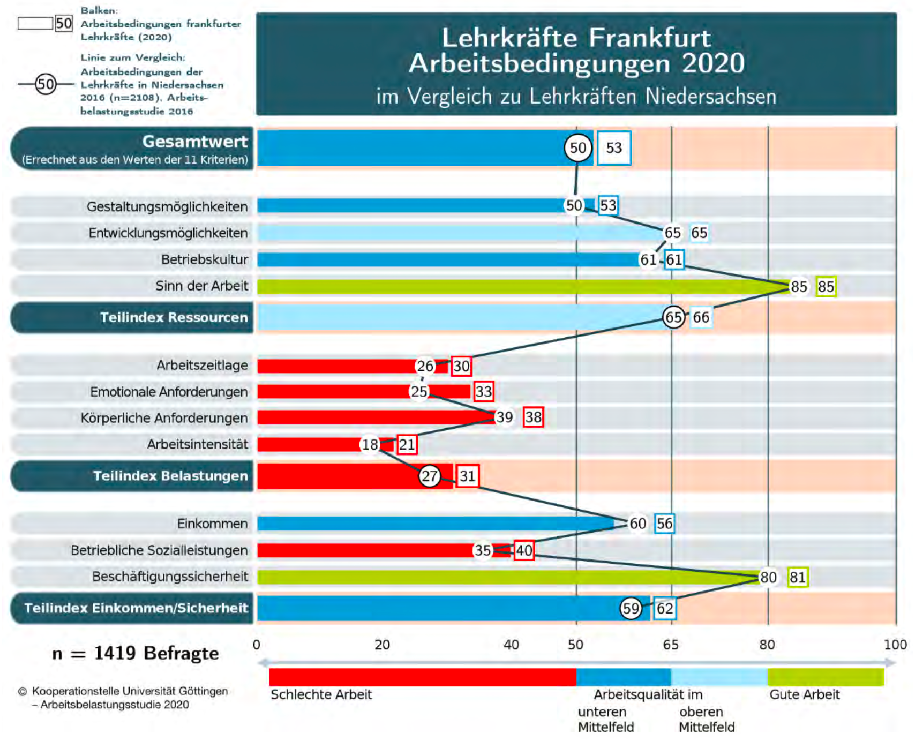 50
Balken:
Arbeitsbedingungen frankfurter
Lehrkräfte (2020)
50
Linie zum Vergleich:
Arbeitsbedingungen der
Lehrkräfte in Niedersachsen
2016 (n=2108). Arbeits-
belastungsstudie 2016
Lehrkräfte Frankfurt
Arbeitsbedingungen 2020
im Vergleich zu Lehrkräften Niedersachsen
Gesamtwert
(Errechnet aus den Werten der 11 Kriterien)
50 53
Gestaltungsmöglichkeiten 50 53
Entwicklungsmöglichkeiten 65 65
Betriebskultur 61 61
Sinn der Arbeit 85 85
Teilindex Ressourcen 65 66
Arbeitszeitlage 26 30
Emotionale Anforderungen 25 33
Körperliche Anforderungen 39 38
Arbeitsintensität 18 21
Teilindex Belastungen 27 31
Einkommen 60 56
Betriebliche Sozialleistungen 35 40
Beschäftigungssicherheit 80 81
Teilindex Einkommen/Sicherheit 59 62
0 20 40 50 65 80 100
n = 1419 Befragte
Schlechte Arbeit
Arbeitsqualität im
unteren
Mittelfeld
oberen
Mittelfeld
Gute Arbeit
© Kooperationstelle Universität Göttingen
– Arbeitsbelastungsstudie 2020